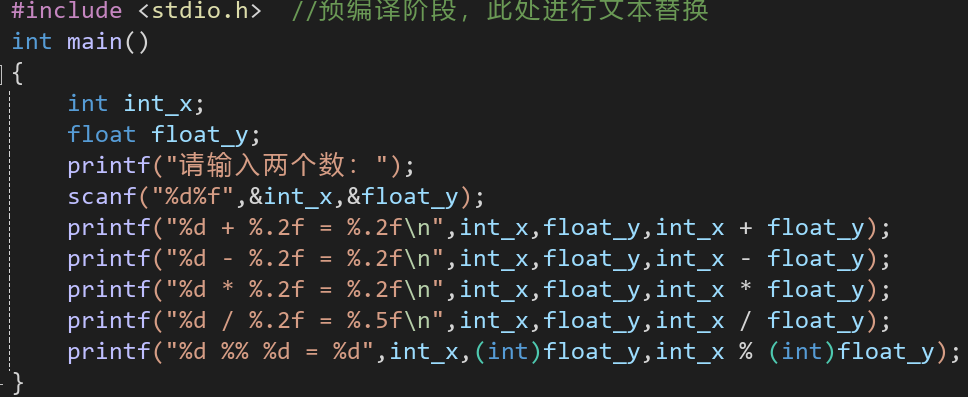 #include <stdio.h>  //预编译阶段，此处进行文本替换
int main()
{
    int int_x;
    float float_y;
    printf("请输入两个数：");
    scanf("%d%f",&int_x,&float_y);
    printf("%d + %.2f = %.2f\n",int_x,float_y,int_x + float_y);
    printf("%d - %.2f = %.2f\n",int_x,float_y,int_x - float_y);
    printf("%d * %.2f = %.2f\n",int_x,float_y,int_x * float_y);
    printf("%d / %.2f = %.5f\n",int_x,float_y,int_x / float_y);
    printf("%d %% %d = %d",int_x,(int)float_y,int_x % (int)float_y);
}